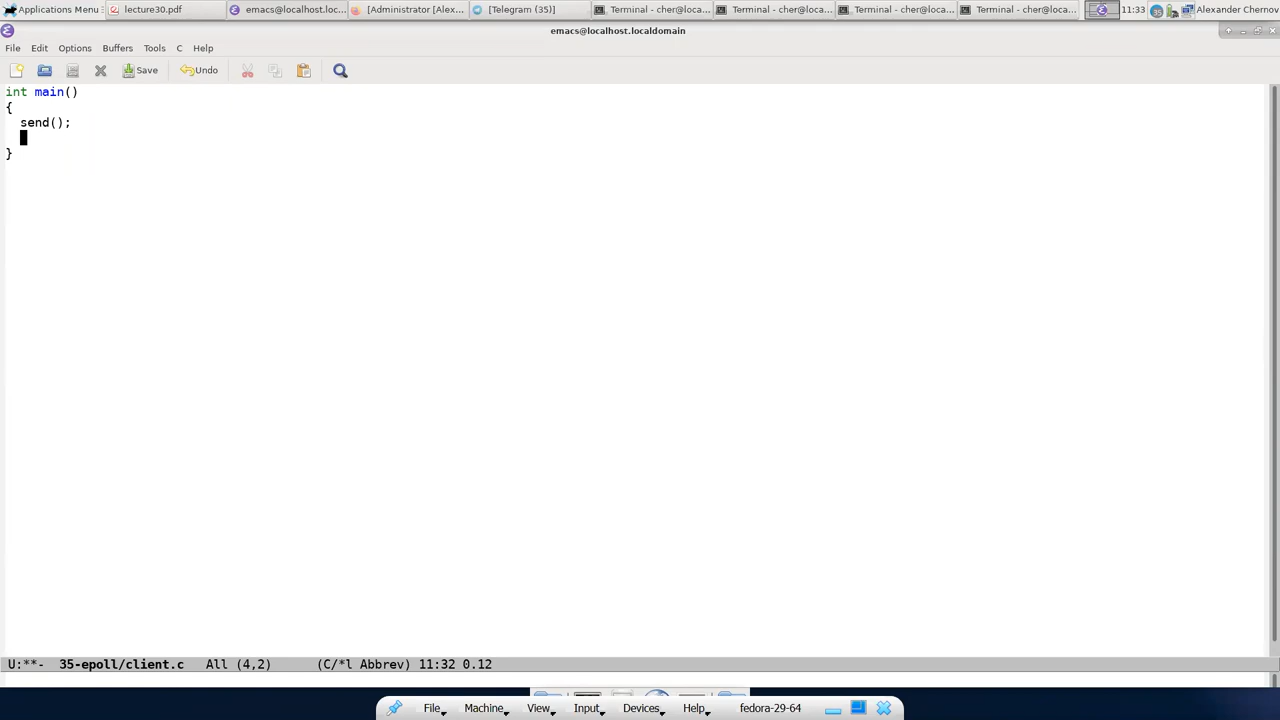 Applications Menu lecture30.pdf emacs@localhost.loc... [Administrator [Alex... [Telegram (35)] Terminal - cher@loca... Terminal - cher@loca... Terminal - cher@loca... Terminal - cher@loca... 11:33 35 Alexander Chernov
emacs@localhost.localdomain
File Edit Options Buffers Tools C Help
Save Undo
int main()
{
  send();
}
U:**- 35-epoll/client.c All (4,2) (C/*l Abbrev) 11:32 0.12
File Machine View Input Devices Help fedora-29-64